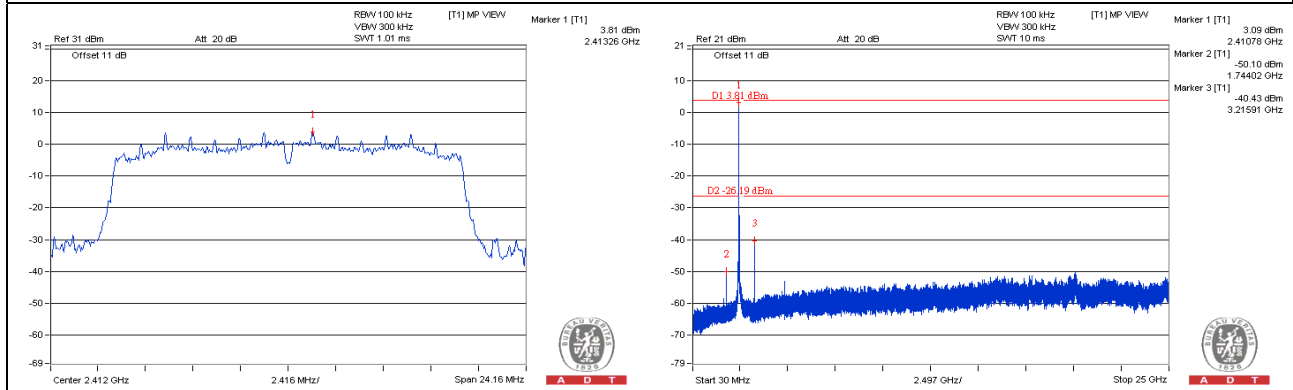 RBW 100 kHz [T1] MP VIEW
VBW 300 kHz
Ref 31 dBm Att 20 dB SWT 1.01 ms
Marker 1 [T1]
3.81 dBm
2.41326 GHz
31
Offset 11 dB
20
10
1
0
-10
-20
-30
-40
-50
-60
-69
Center 2.412 GHz 2.416 MHz/ Span 24.16 MHz
BUREAU VERITAS
1828
A D T
RBW 100 kHz [T1] MP VIEW
VBW 300 kHz
Ref 21 dBm Att 20 dB SWT 10 ms
Marker 1 [T1]
3.09 dBm
2.41078 GHz
Marker 2 [T1]
-50.10 dBm
1.74402 GHz
Marker 3 [T1]
-40.43 dBm
3.21591 GHz
21
Offset 11 dB
10
1
D1 3.81 dBm
0
-10
-20
D2 -26.19 dBm
-30
3
-40
2
-50
-60
-70
-79
Start 30 MHz 2.497 GHz/ Stop 25 GHz
BUREAU VERITAS
1828
A D T